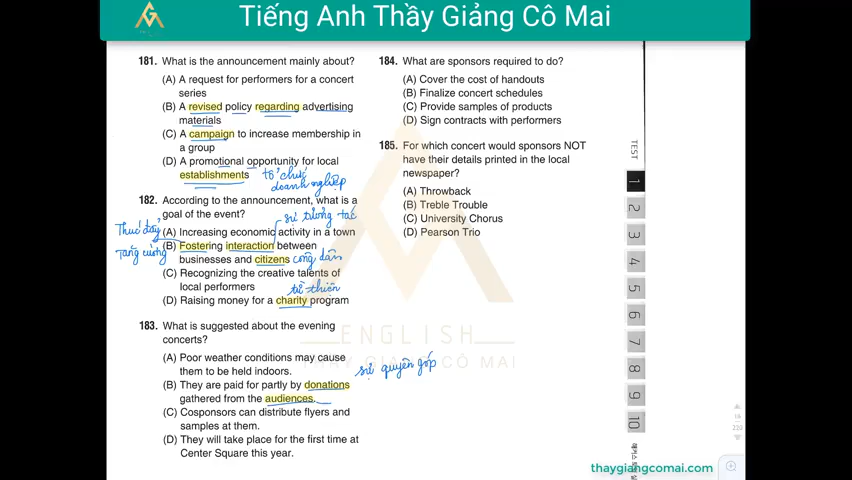 Tiếng Anh Thầy Giảng Cô Mai
181. What is the announcement mainly about?
(A) A request for performers for a concert
series
(B) A revised policy regarding advertising
materials
(C) A campaign to increase membership in
a group
(D) A promotional opportunity for local
establishments
tổ chức
doanh nghiệp
182. According to the announcement, what is a
goal of the event?
sự tương tác
Thúc đẩy
(A) Increasing economic activity in a town
tăng cường
(B) Fostering interaction between
businesses and citizens công dân
(C) Recognizing the creative talents of
local performers
từ thiện
(D) Raising money for a charity program
183. What is suggested about the evening
concerts?
(A) Poor weather conditions may cause
them to be held indoors.
sự quyên góp
(B) They are paid for partly by donations
gathered from the audiences.
(C) Cosponsors can distribute flyers and
samples at them.
(D) They will take place for the first time at
Center Square this year.
184. What are sponsors required to do?
(A) Cover the cost of handouts
(B) Finalize concert schedules
(C) Provide samples of products
(D) Sign contracts with performers
185. For which concert would sponsors NOT
have their details printed in the local
newspaper?
(A) Throwback
(B) Treble Trouble
(C) University Chorus
(D) Pearson Trio
TEST
1
2
3
4
5
6
7
8
9
10
ENGLISH
THẦY GIẢNG CÔ MAI
thaygiangcomai.com